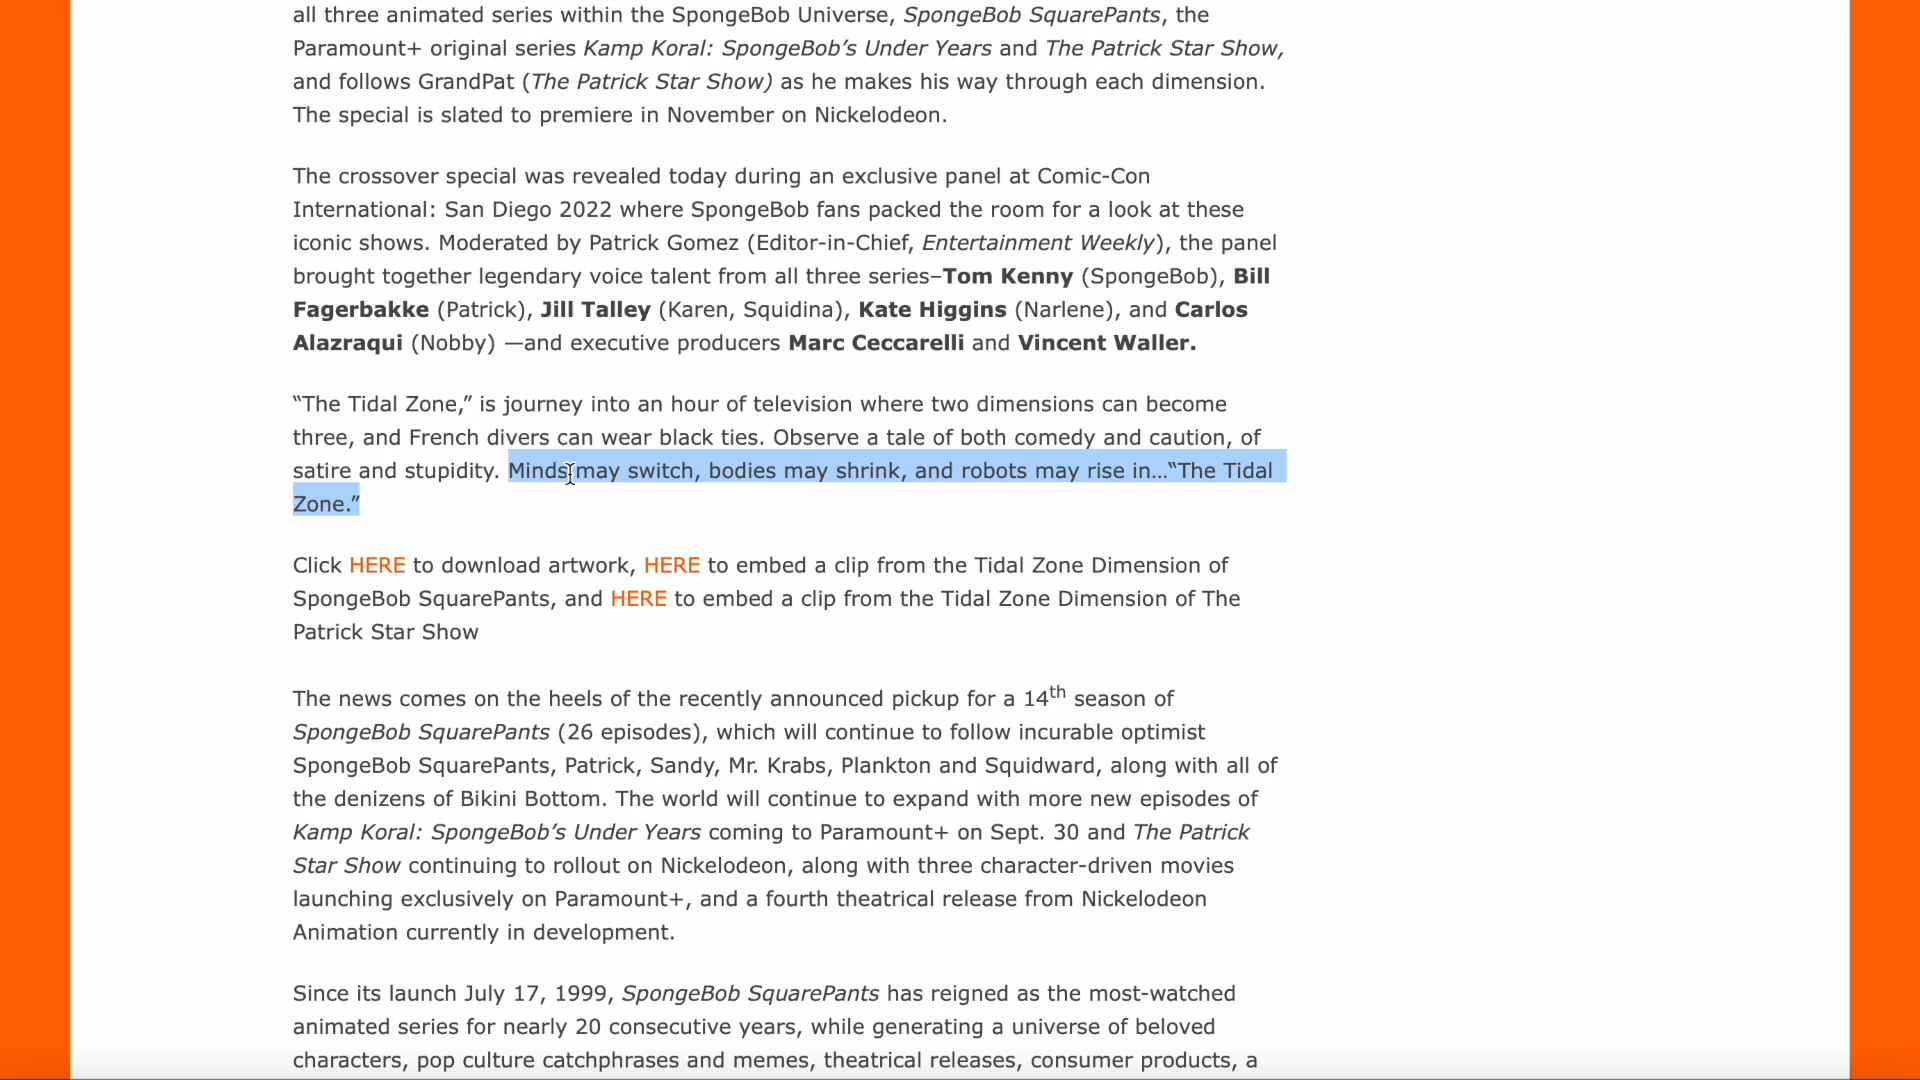 all three animated series within the SpongeBob Universe, SpongeBob SquarePants, the
Paramount+ original series Kamp Koral: SpongeBob’s Under Years and The Patrick Star Show,
and follows GrandPat (The Patrick Star Show) as he makes his way through each dimension.
The special is slated to premiere in November on Nickelodeon.
The crossover special was revealed today during an exclusive panel at Comic-Con
International: San Diego 2022 where SpongeBob fans packed the room for a look at these
iconic shows. Moderated by Patrick Gomez (Editor-in-Chief, Entertainment Weekly), the panel
brought together legendary voice talent from all three series–Tom Kenny (SpongeBob), Bill
Fagerbakke (Patrick), Jill Talley (Karen, Squidina), Kate Higgins (Narlene), and Carlos
Alazraqui (Nobby) —and executive producers Marc Ceccarelli and Vincent Waller.
“The Tidal Zone,” is journey into an hour of television where two dimensions can become
three, and French divers can wear black ties. Observe a tale of both comedy and caution, of
satire and stupidity. Minds may switch, bodies may shrink, and robots may rise in…“The Tidal
Zone.”
Click HERE to download artwork, HERE to embed a clip from the Tidal Zone Dimension of
SpongeBob SquarePants, and HERE to embed a clip from the Tidal Zone Dimension of The
Patrick Star Show
The news comes on the heels of the recently announced pickup for a 14th season of
SpongeBob SquarePants (26 episodes), which will continue to follow incurable optimist
SpongeBob SquarePants, Patrick, Sandy, Mr. Krabs, Plankton and Squidward, along with all of
the denizens of Bikini Bottom. The world will continue to expand with more new episodes of
Kamp Koral: SpongeBob’s Under Years coming to Paramount+ on Sept. 30 and The Patrick
Star Show continuing to rollout on Nickelodeon, along with three character-driven movies
launching exclusively on Paramount+, and a fourth theatrical release from Nickelodeon
Animation currently in development.
Since its launch July 17, 1999, SpongeBob SquarePants has reigned as the most-watched
animated series for nearly 20 consecutive years, while generating a universe of beloved
characters, pop culture catchphrases and memes, theatrical releases, consumer products, a